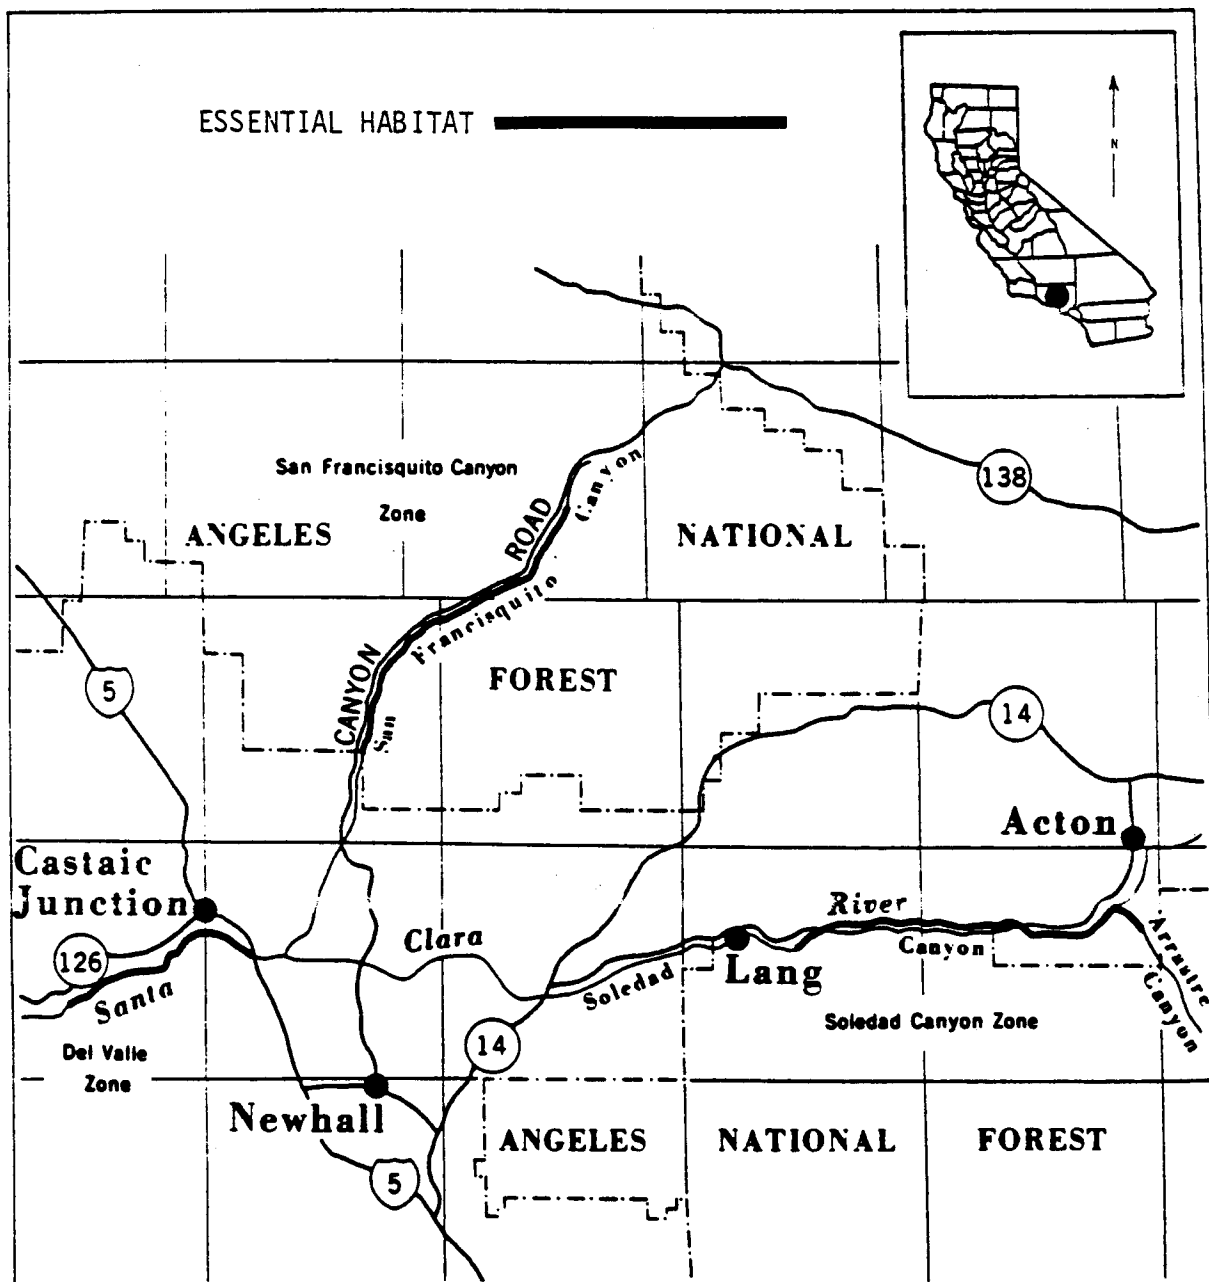 ESSENTIAL HABITAT
N
San Francisquito Canyon
Zone
ANGELES
NATIONAL
FOREST
138
CANYON ROAD
San Francisquito Canyon
5
14
Acton
Castaic
Junction
126
Santa Clara River
Soledad Canyon
Lang
Arrautre
Canyon
Soledad Canyon Zone
Del Valle
Zone
14
Newhall
5
ANGELES NATIONAL FOREST